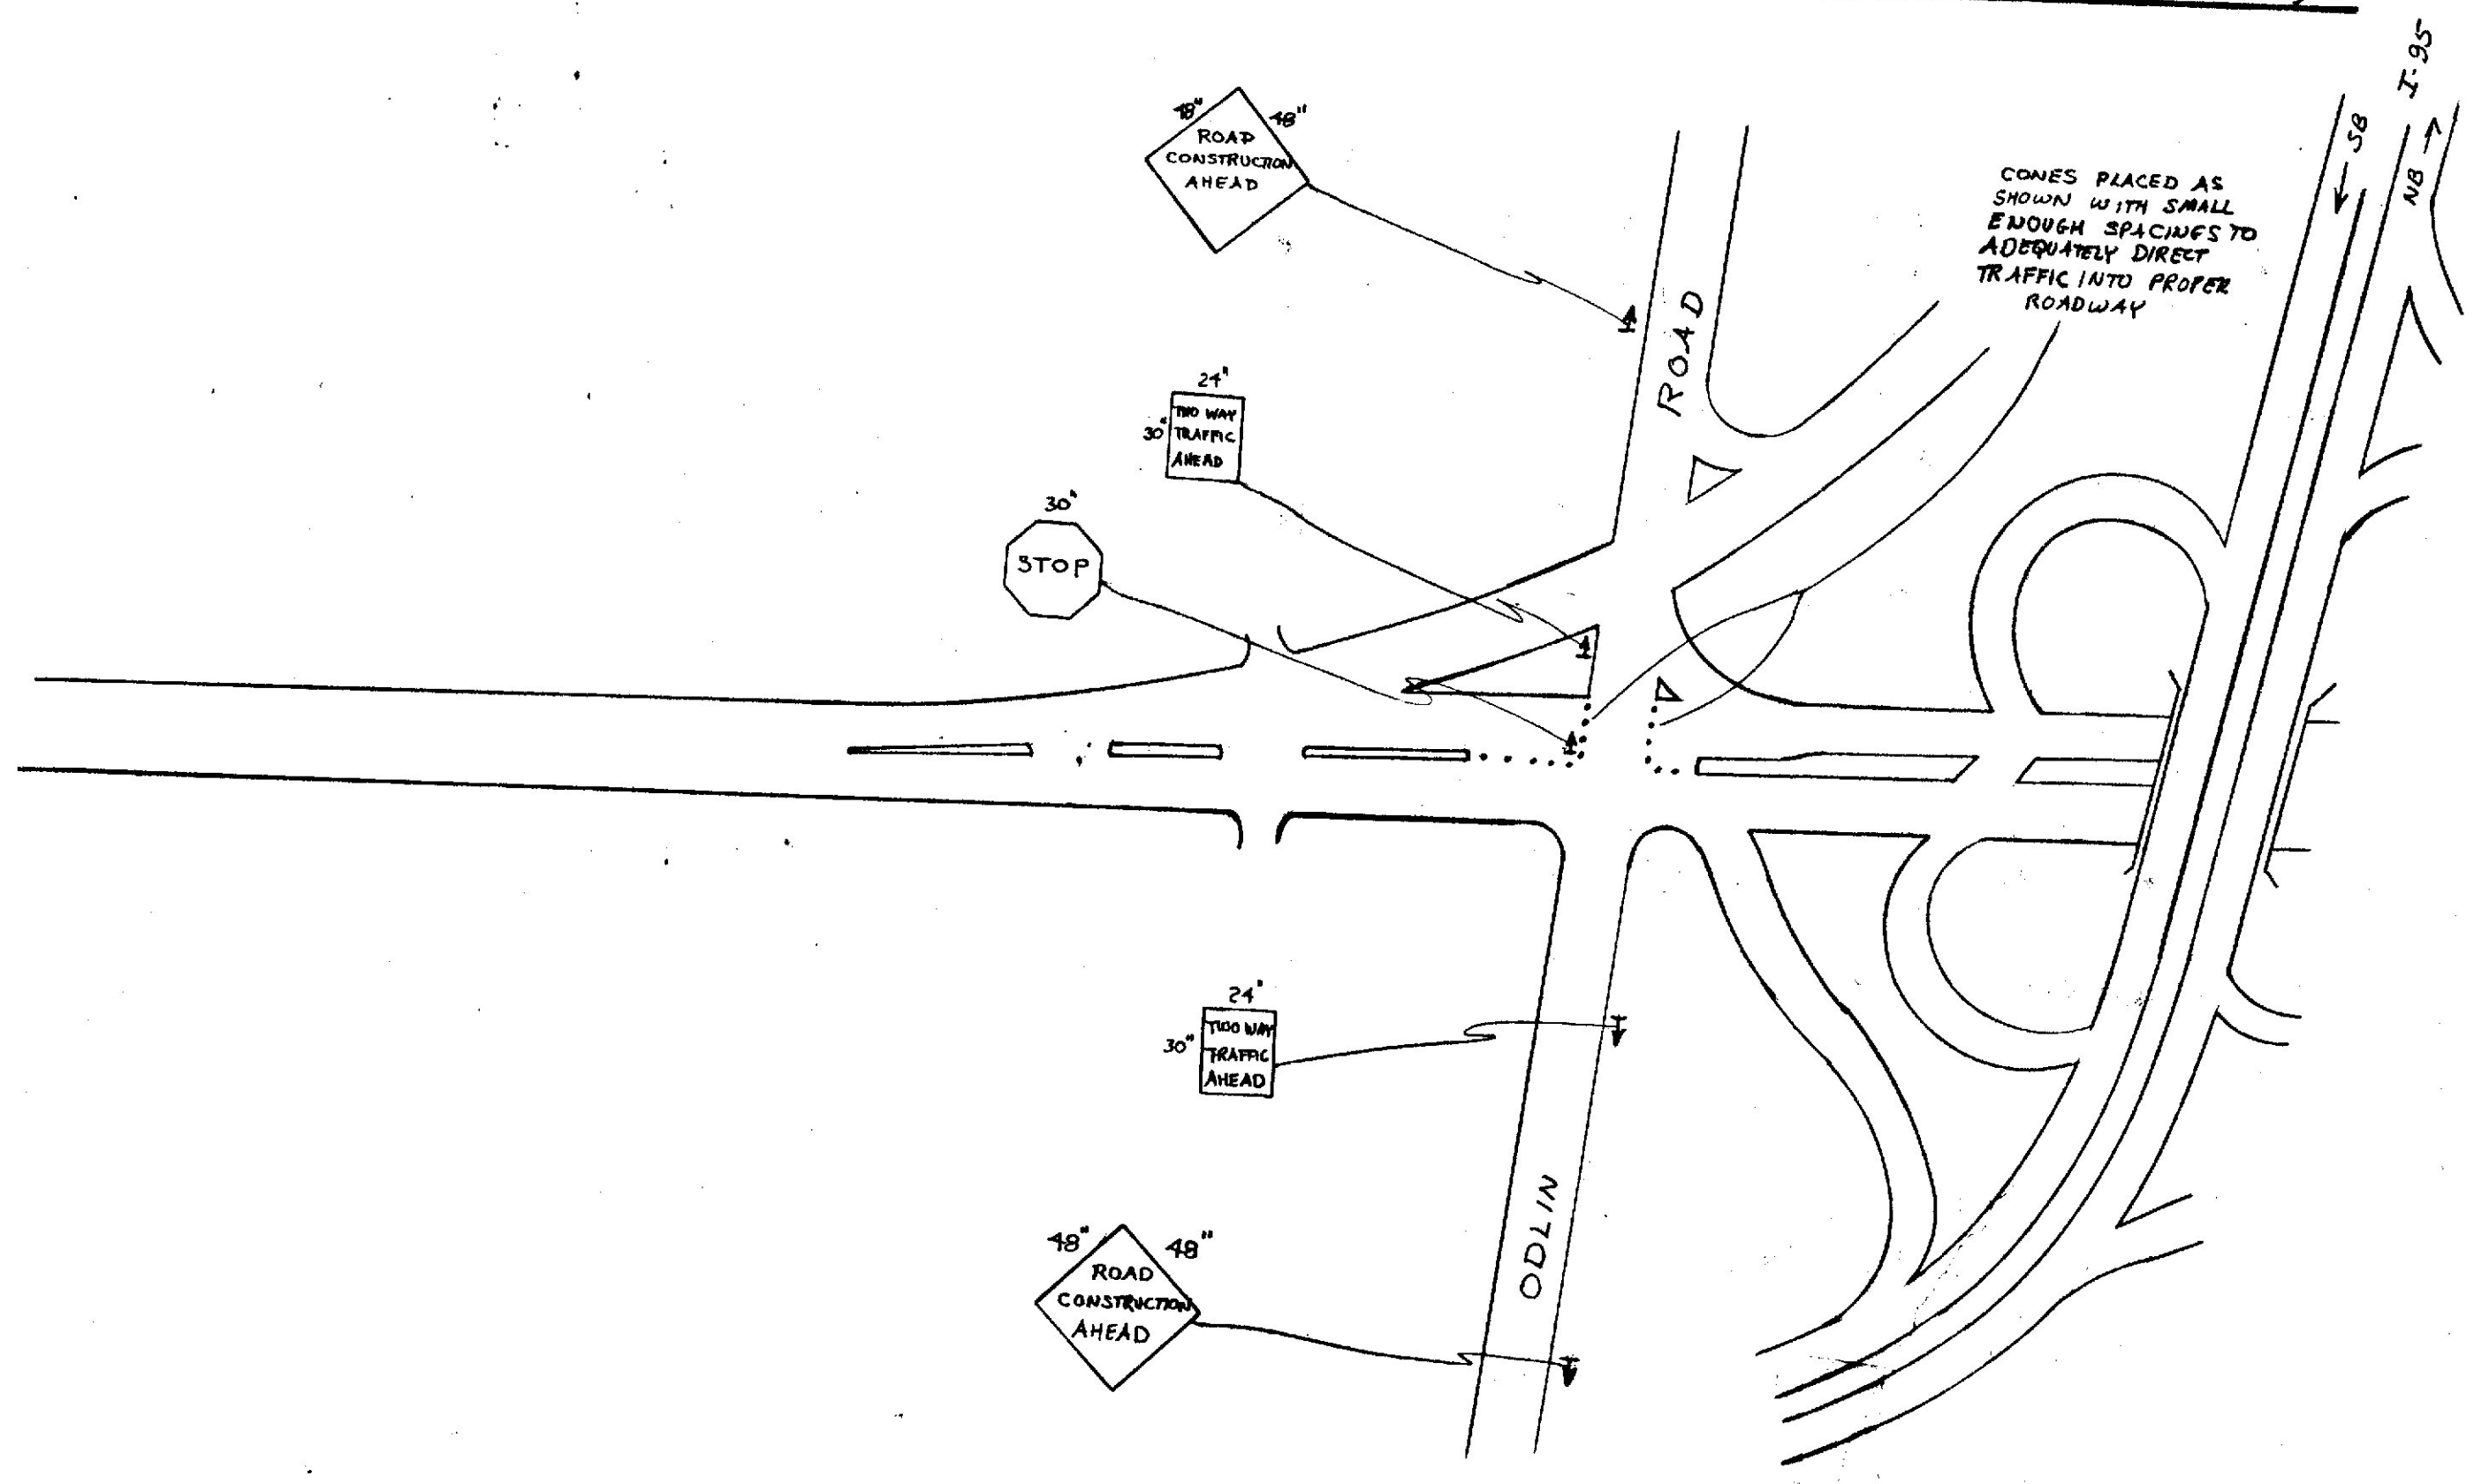 I-95
SB
NB
48" 48"
ROAD
CONSTRUCTION
AHEAD
CONES PLACED AS
SHOWN WITH SMALL
ENOUGH SPACINGS TO
ADEQUATELY DIRECT
TRAFFIC INTO PROPER
ROADWAY
ROAD
24"
30"
TWO WAY
TRAFFIC
AHEAD
30"
STOP
24"
30"
TWO WAY
TRAFFIC
AHEAD
ODLIN
48" 48"
ROAD
CONSTRUCTION
AHEAD